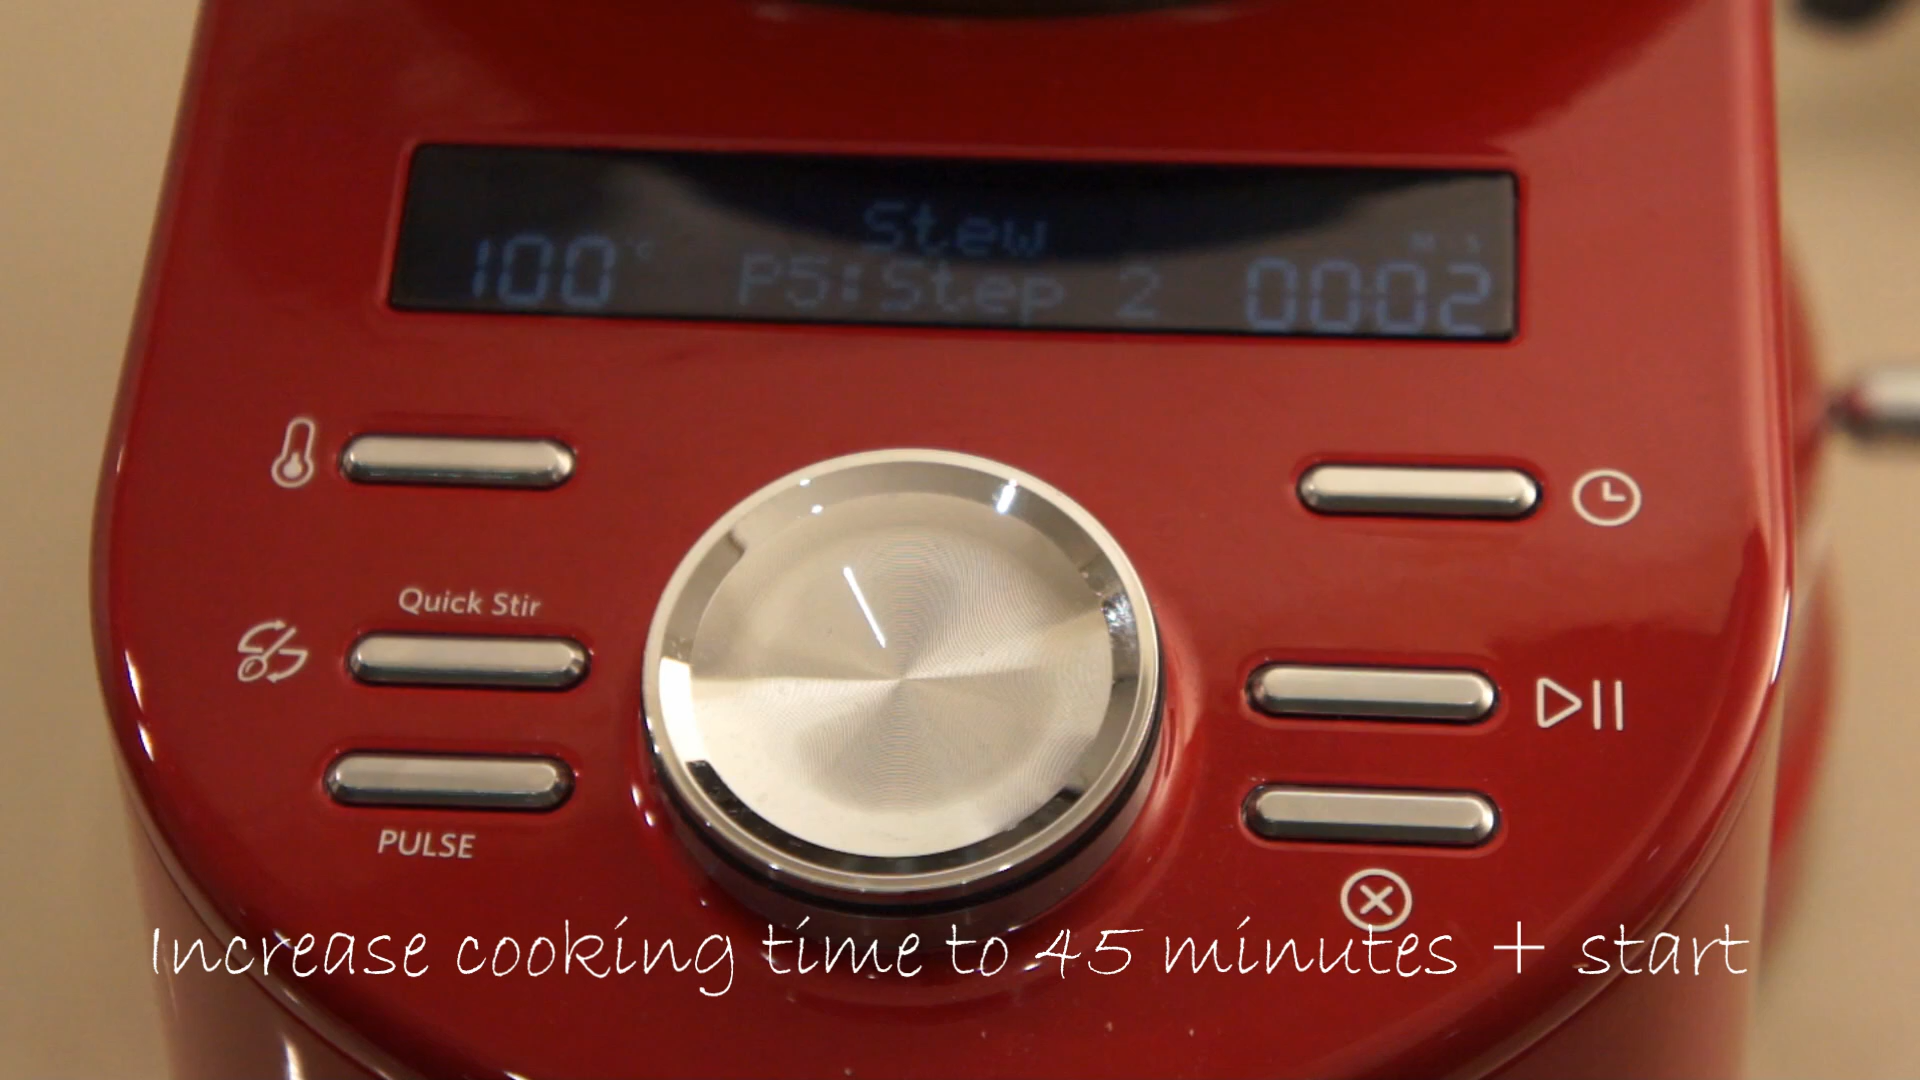 Stew
100°C P5:Step 2 0002
Quick Stir
PULSE
Increase cooking time to 45 minutes + start